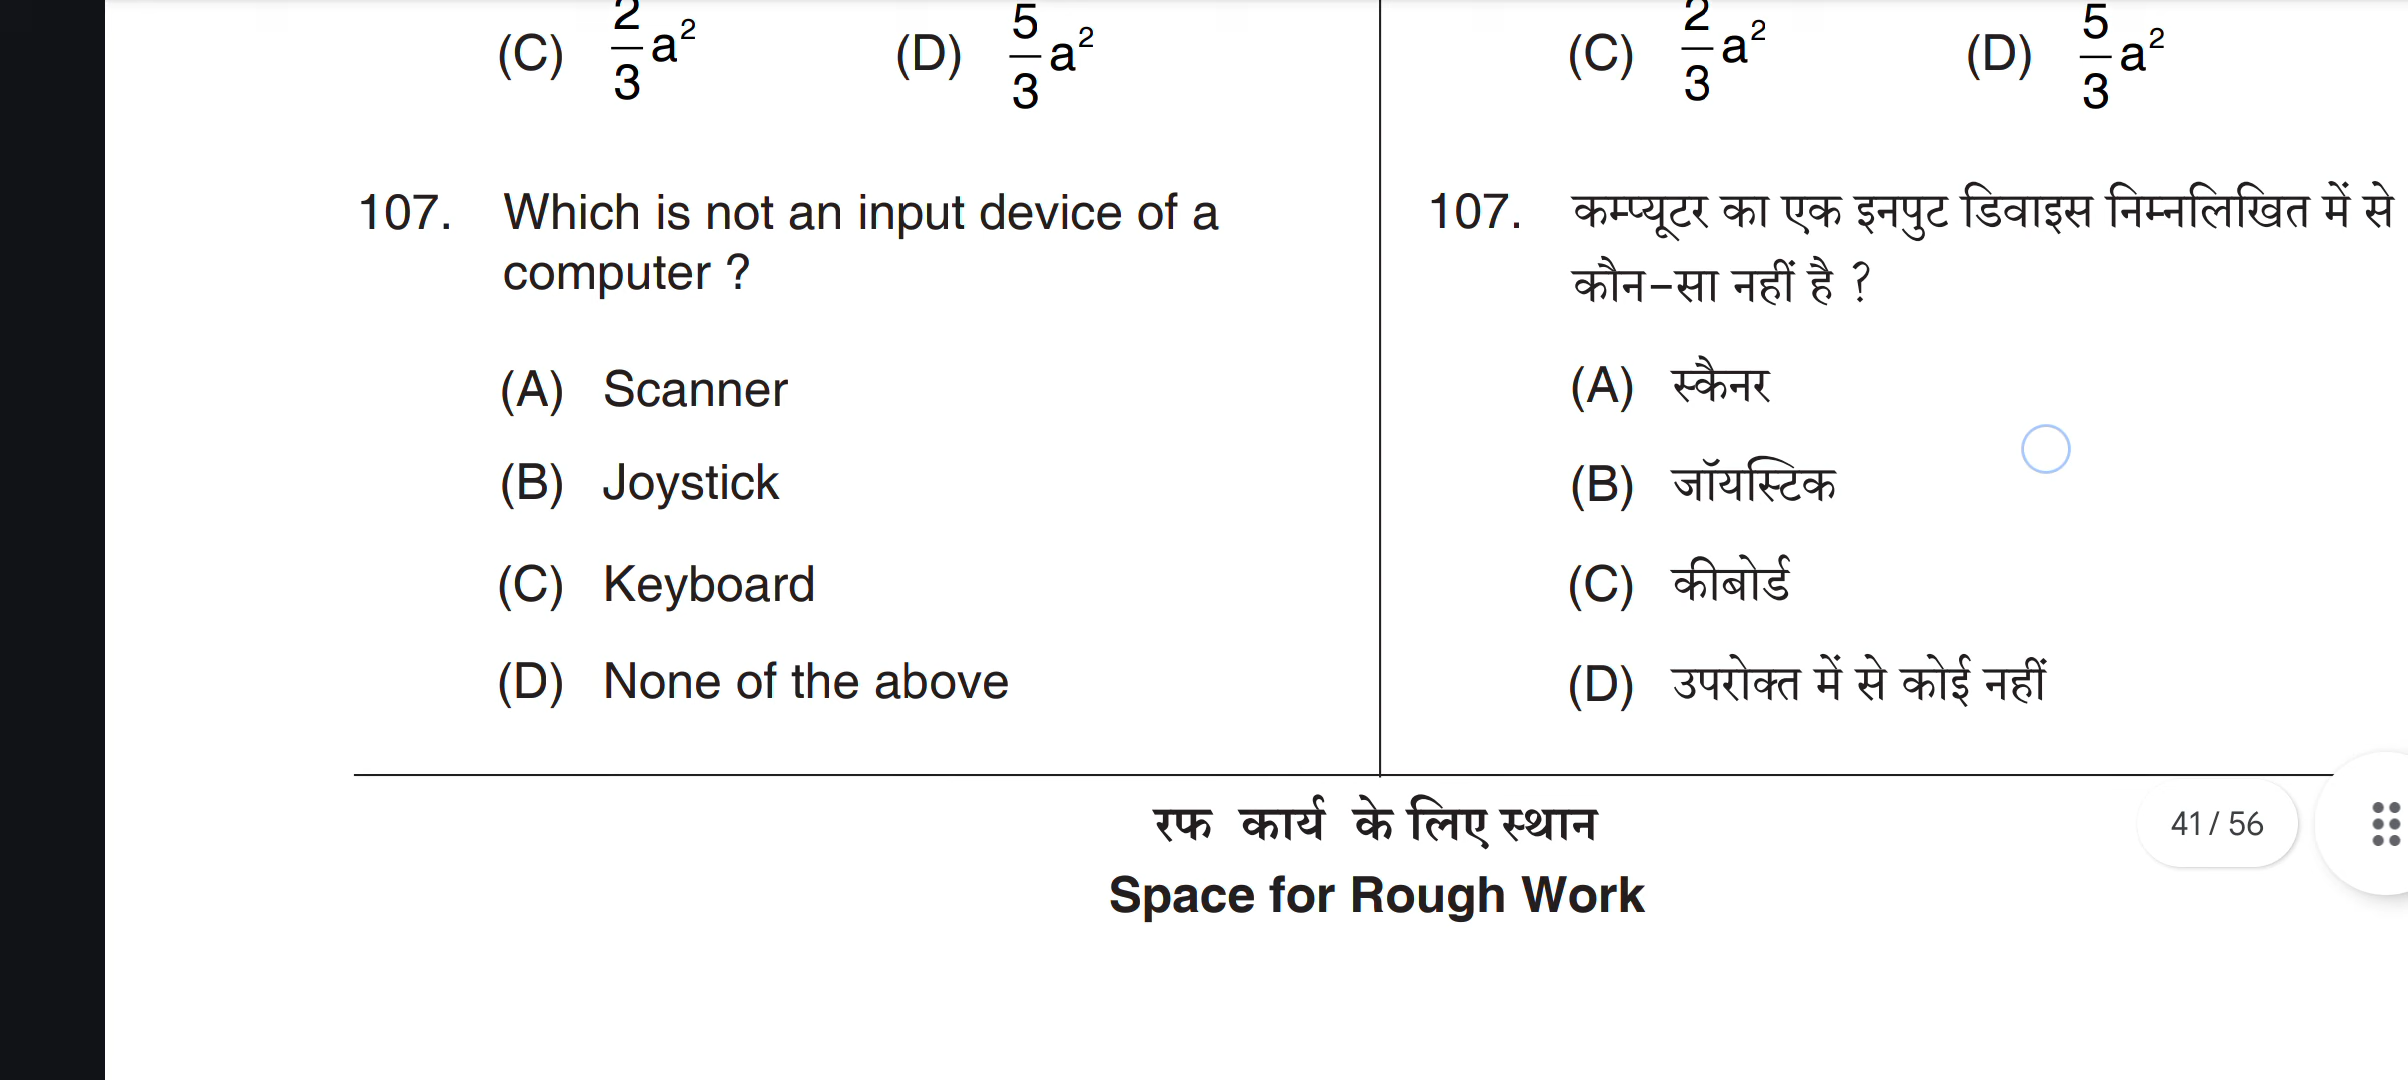 (C) 2/3 a² (D) 5/3 a²
107. Which is not an input device of a
computer ?
(A) Scanner
(B) Joystick
(C) Keyboard
(D) None of the above
(C) 2/3 a² (D) 5/3 a²
107. कम्प्यूटर का एक इनपुट डिवाइस निम्नलिखित में से
कौन-सा नहीं है ?
(A) स्कैनर
(B) जॉयस्टिक
(C) कीबोर्ड
(D) उपरोक्त में से कोई नहीं
रफ कार्य के लिए स्थान
Space for Rough Work
41 / 56